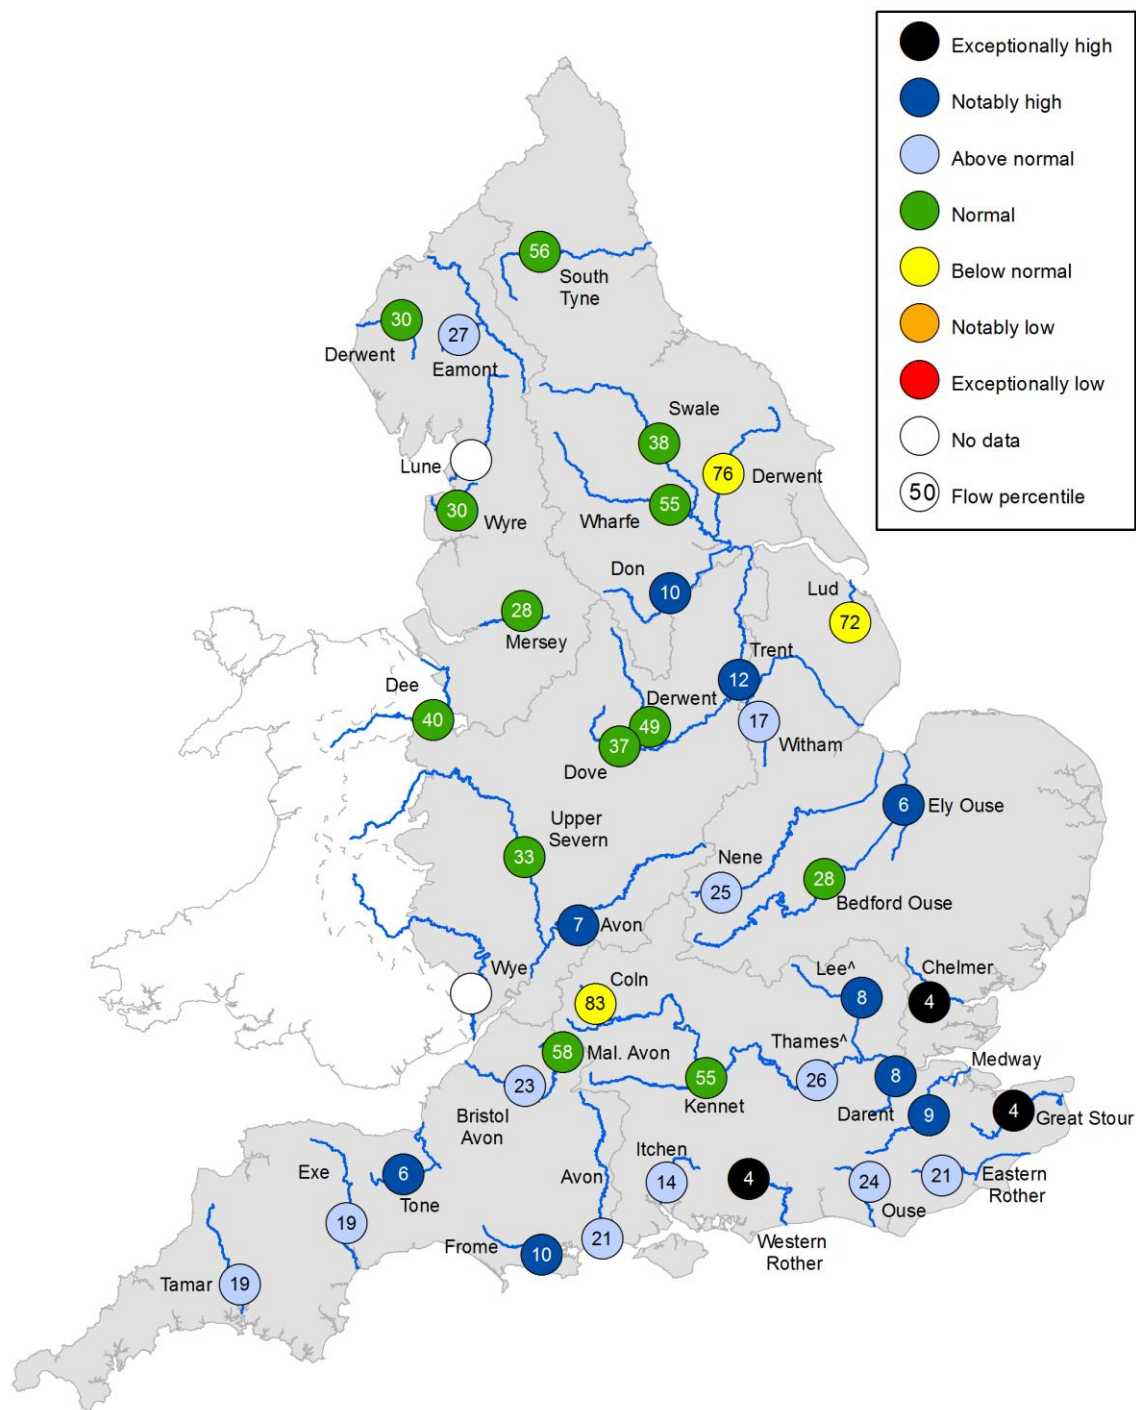 Exceptionally high
Notably high
Above normal
Normal
Below normal
Notably low
Exceptionally low
No data
50 Flow percentile
56
South
Tyne
30
Derwent
27
Eamont
Swale
38
76
Derwent
Lune
30
Wyre
55
Wharfe
Don
10
Lud
72
28
Mersey
Trent
12
Dee
40
Derwent
49
17
Witham
37
Dove
6
Ely Ouse
Upper
Severn
33
Nene
25
28
Bedford Ouse
7
Avon
Wye
Coln
83
Lee^
8
Chelmer
4
58
Mal. Avon
Thames^
26
Medway
23
Bristol
Avon
55
Kennet
8
Darent
9
4
Great Stour
Exe
19
6
Tone
Avon
21
Itchen
14
4
Western
Rother
24
Ouse
21
Eastern
Rother
Frome
10
Tamar
19